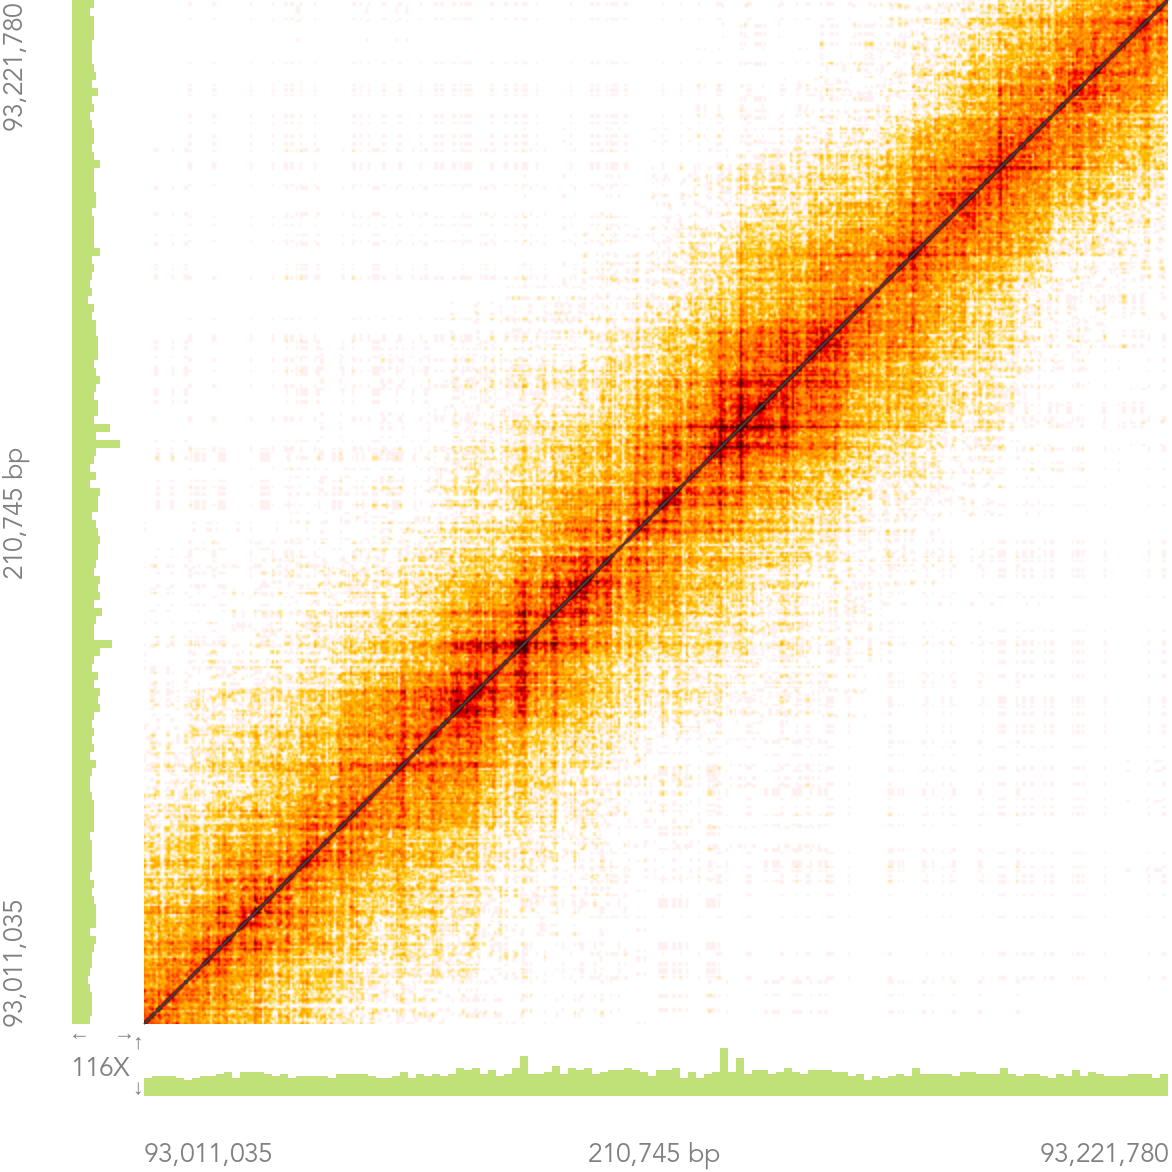 93,221,780
210,745 bp
93,011,035
← →
↑
116X
↓
93,011,035 210,745 bp 93,221,780